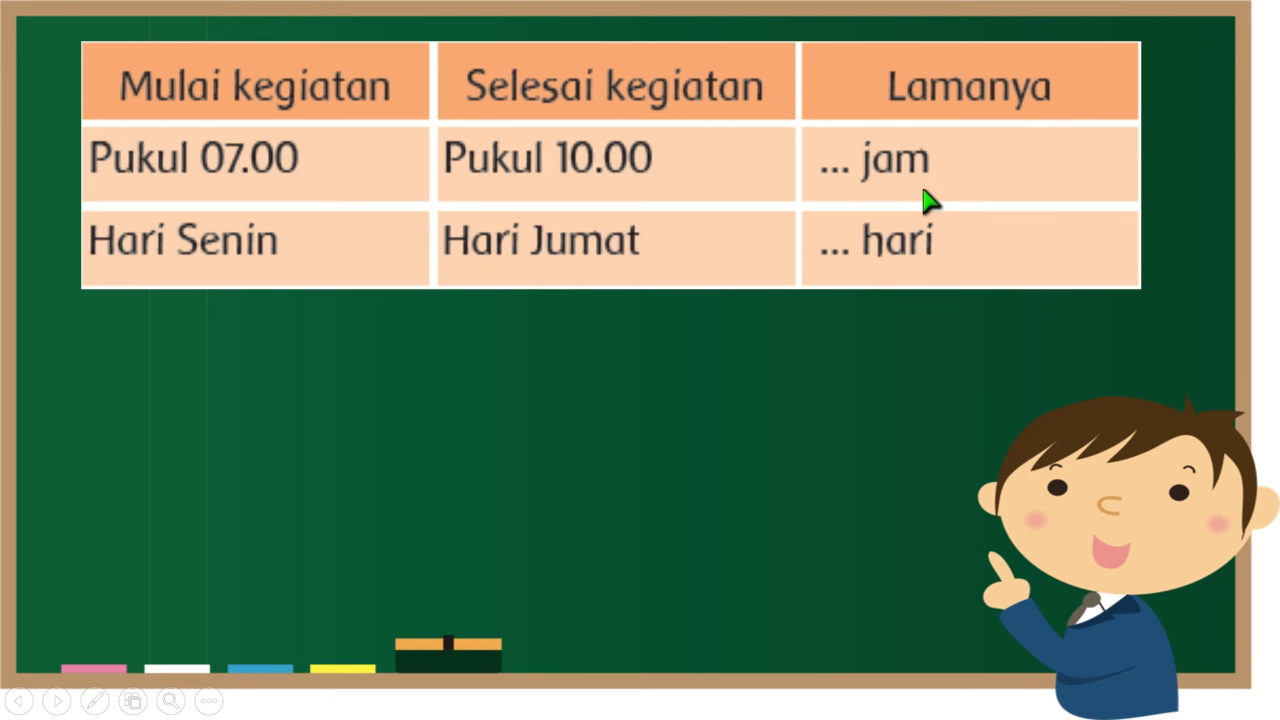 Mulai kegiatan Selesai kegiatan Lamanya
Pukul 07.00 Pukul 10.00 ... jam
Hari Senin Hari Jumat ... hari